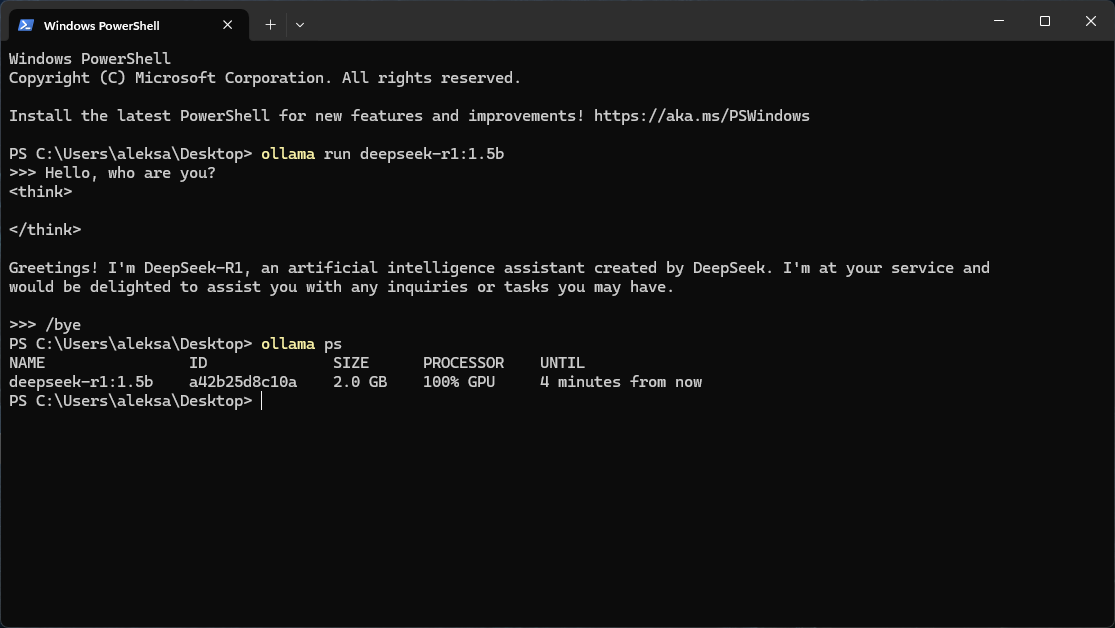 Windows PowerShell
Windows PowerShell
Copyright (C) Microsoft Corporation. All rights reserved.
Install the latest PowerShell for new features and improvements! https://aka.ms/PSWindows
PS C:\Users\aleksa\Desktop> ollama run deepseek-r1:1.5b
>>> Hello, who are you?
<think>
</think>
Greetings! I'm DeepSeek-R1, an artificial intelligence assistant created by DeepSeek. I'm at your service and
would be delighted to assist you with any inquiries or tasks you may have.
>>> /bye
PS C:\Users\aleksa\Desktop> ollama ps
NAME ID SIZE PROCESSOR UNTIL
deepseek-r1:1.5b a42b25d8c10a 2.0 GB 100% GPU 4 minutes from now
PS C:\Users\aleksa\Desktop>